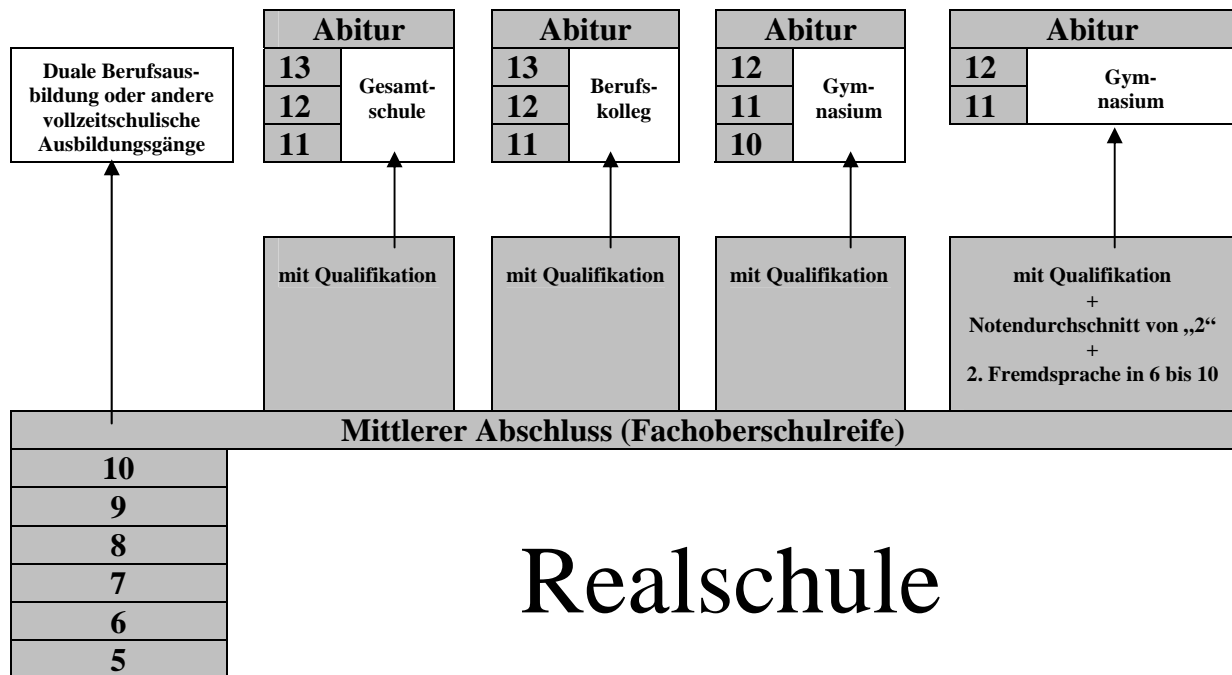 Duale Berufsaus-
bildung oder andere
vollzeitschulische
Ausbildungsgänge
Abitur
13
12
11
Gesamt-
schule
Abitur
13
12
11
Berufs-
kolleg
Abitur
12
11
10
Gym-
nasium
Abitur
12
11
Gym-
nasium
mit Qualifikation
mit Qualifikation
mit Qualifikation
mit Qualifikation
+
Notendurchschnitt von „2“
+
2. Fremdsprache in 6 bis 10
Mittlerer Abschluss (Fachoberschulreife)
10
9
8
7
6
5
Realschule